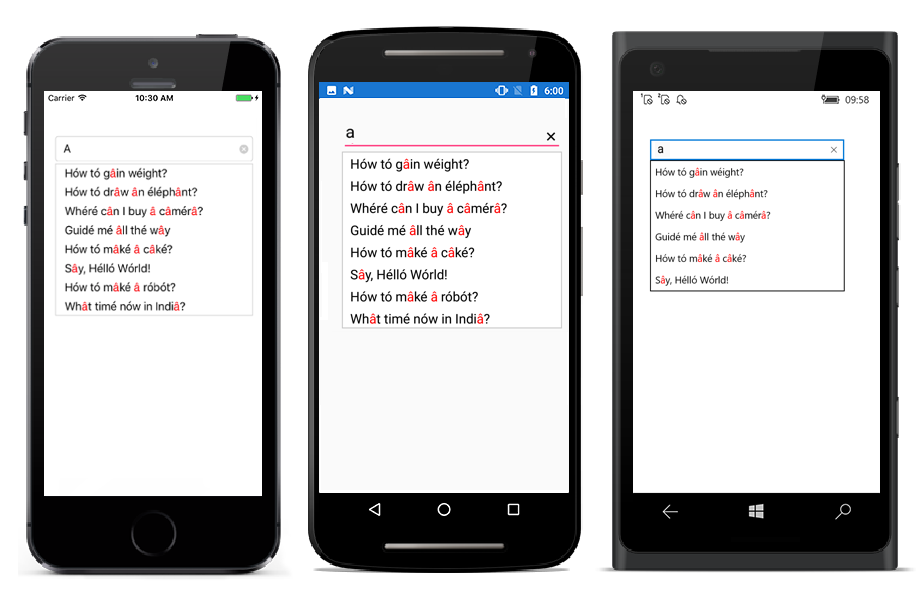 Carrier 10:30 AM
A
Hów tó gâin wéight?
Hów tó drâw ân éléphânt?
Whéré cân I buy â câmérâ?
Guidé mé âll thé wây
Hów tó mâké â câké?
Sây, Hélló Wórld!
Hów tó mâké â róbót?
Whât timé nów in Indiâ?
6:00
a
Hów tó gâin wéight?
Hów tó drâw ân éléphânt?
Whéré cân I buy â câmérâ?
Guidé mé âll thé wây
Hów tó mâké â câké?
Sây, Hélló Wórld!
Hów tó mâké â róbót?
Whât timé nów in Indiâ?
1 2 09:58
a
Hów tó gâin wéight?
Hów tó drâw ân éléphânt?
Whéré cân I buy â câmérâ?
Guidé mé âll thé wây
Hów tó mâké â câké?
Sây, Hélló Wórld!